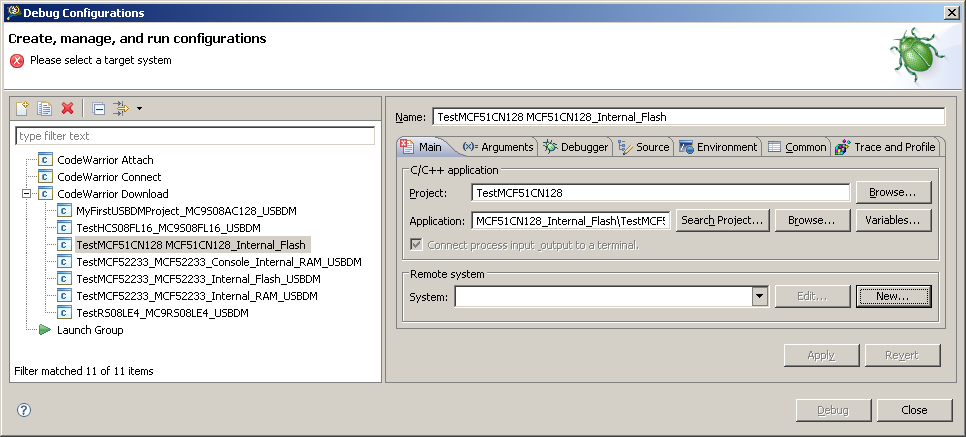 Debug Configurations
Create, manage, and run configurations
Please select a target system
type filter text
CodeWarrior Attach
CodeWarrior Connect
CodeWarrior Download
MyFirstUSBDMProject_MC9S08AC128_USBDM
TestHCS08FL16_MC9S08FL16_USBDM
TestMCF51CN128 MCF51CN128_Internal_Flash
TestMCF52233_MCF52233_Console_Internal_RAM_USBDM
TestMCF52233_MCF52233_Internal_Flash_USBDM
TestMCF52233_MCF52233_Internal_RAM_USBDM
TestRS08LE4_MC9RS08LE4_USBDM
Launch Group
Filter matched 11 of 11 items
Name: TestMCF51CN128 MCF51CN128_Internal_Flash
Main (x)= Arguments Debugger Source Environment Common Trace and Profile
C/C++ application
Project: TestMCF51CN128 Browse...
Application: MCF51CN128_Internal_Flash\TestMCF5 Search Project... Browse... Variables...
Connect process input_output to a terminal.
Remote system
System: Edit... New...
Apply Revert
? Debug Close